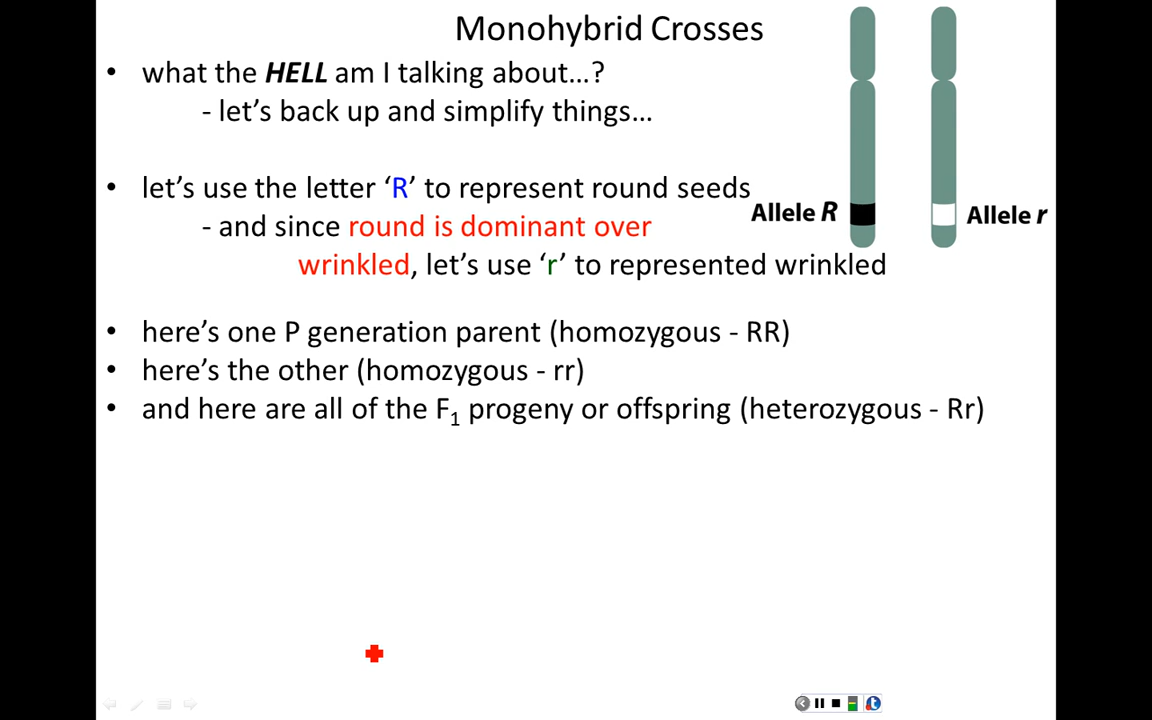 Monohybrid Crosses
• what the HELL am I talking about…?
- let’s back up and simplify things…
• let’s use the letter ‘R’ to represent round seeds
- and since round is dominant over
wrinkled, let’s use ‘r’ to represented wrinkled
Allele R
Allele r
• here’s one P generation parent (homozygous - RR)
• here’s the other (homozygous - rr)
• and here are all of the F1 progeny or offspring (heterozygous - Rr)